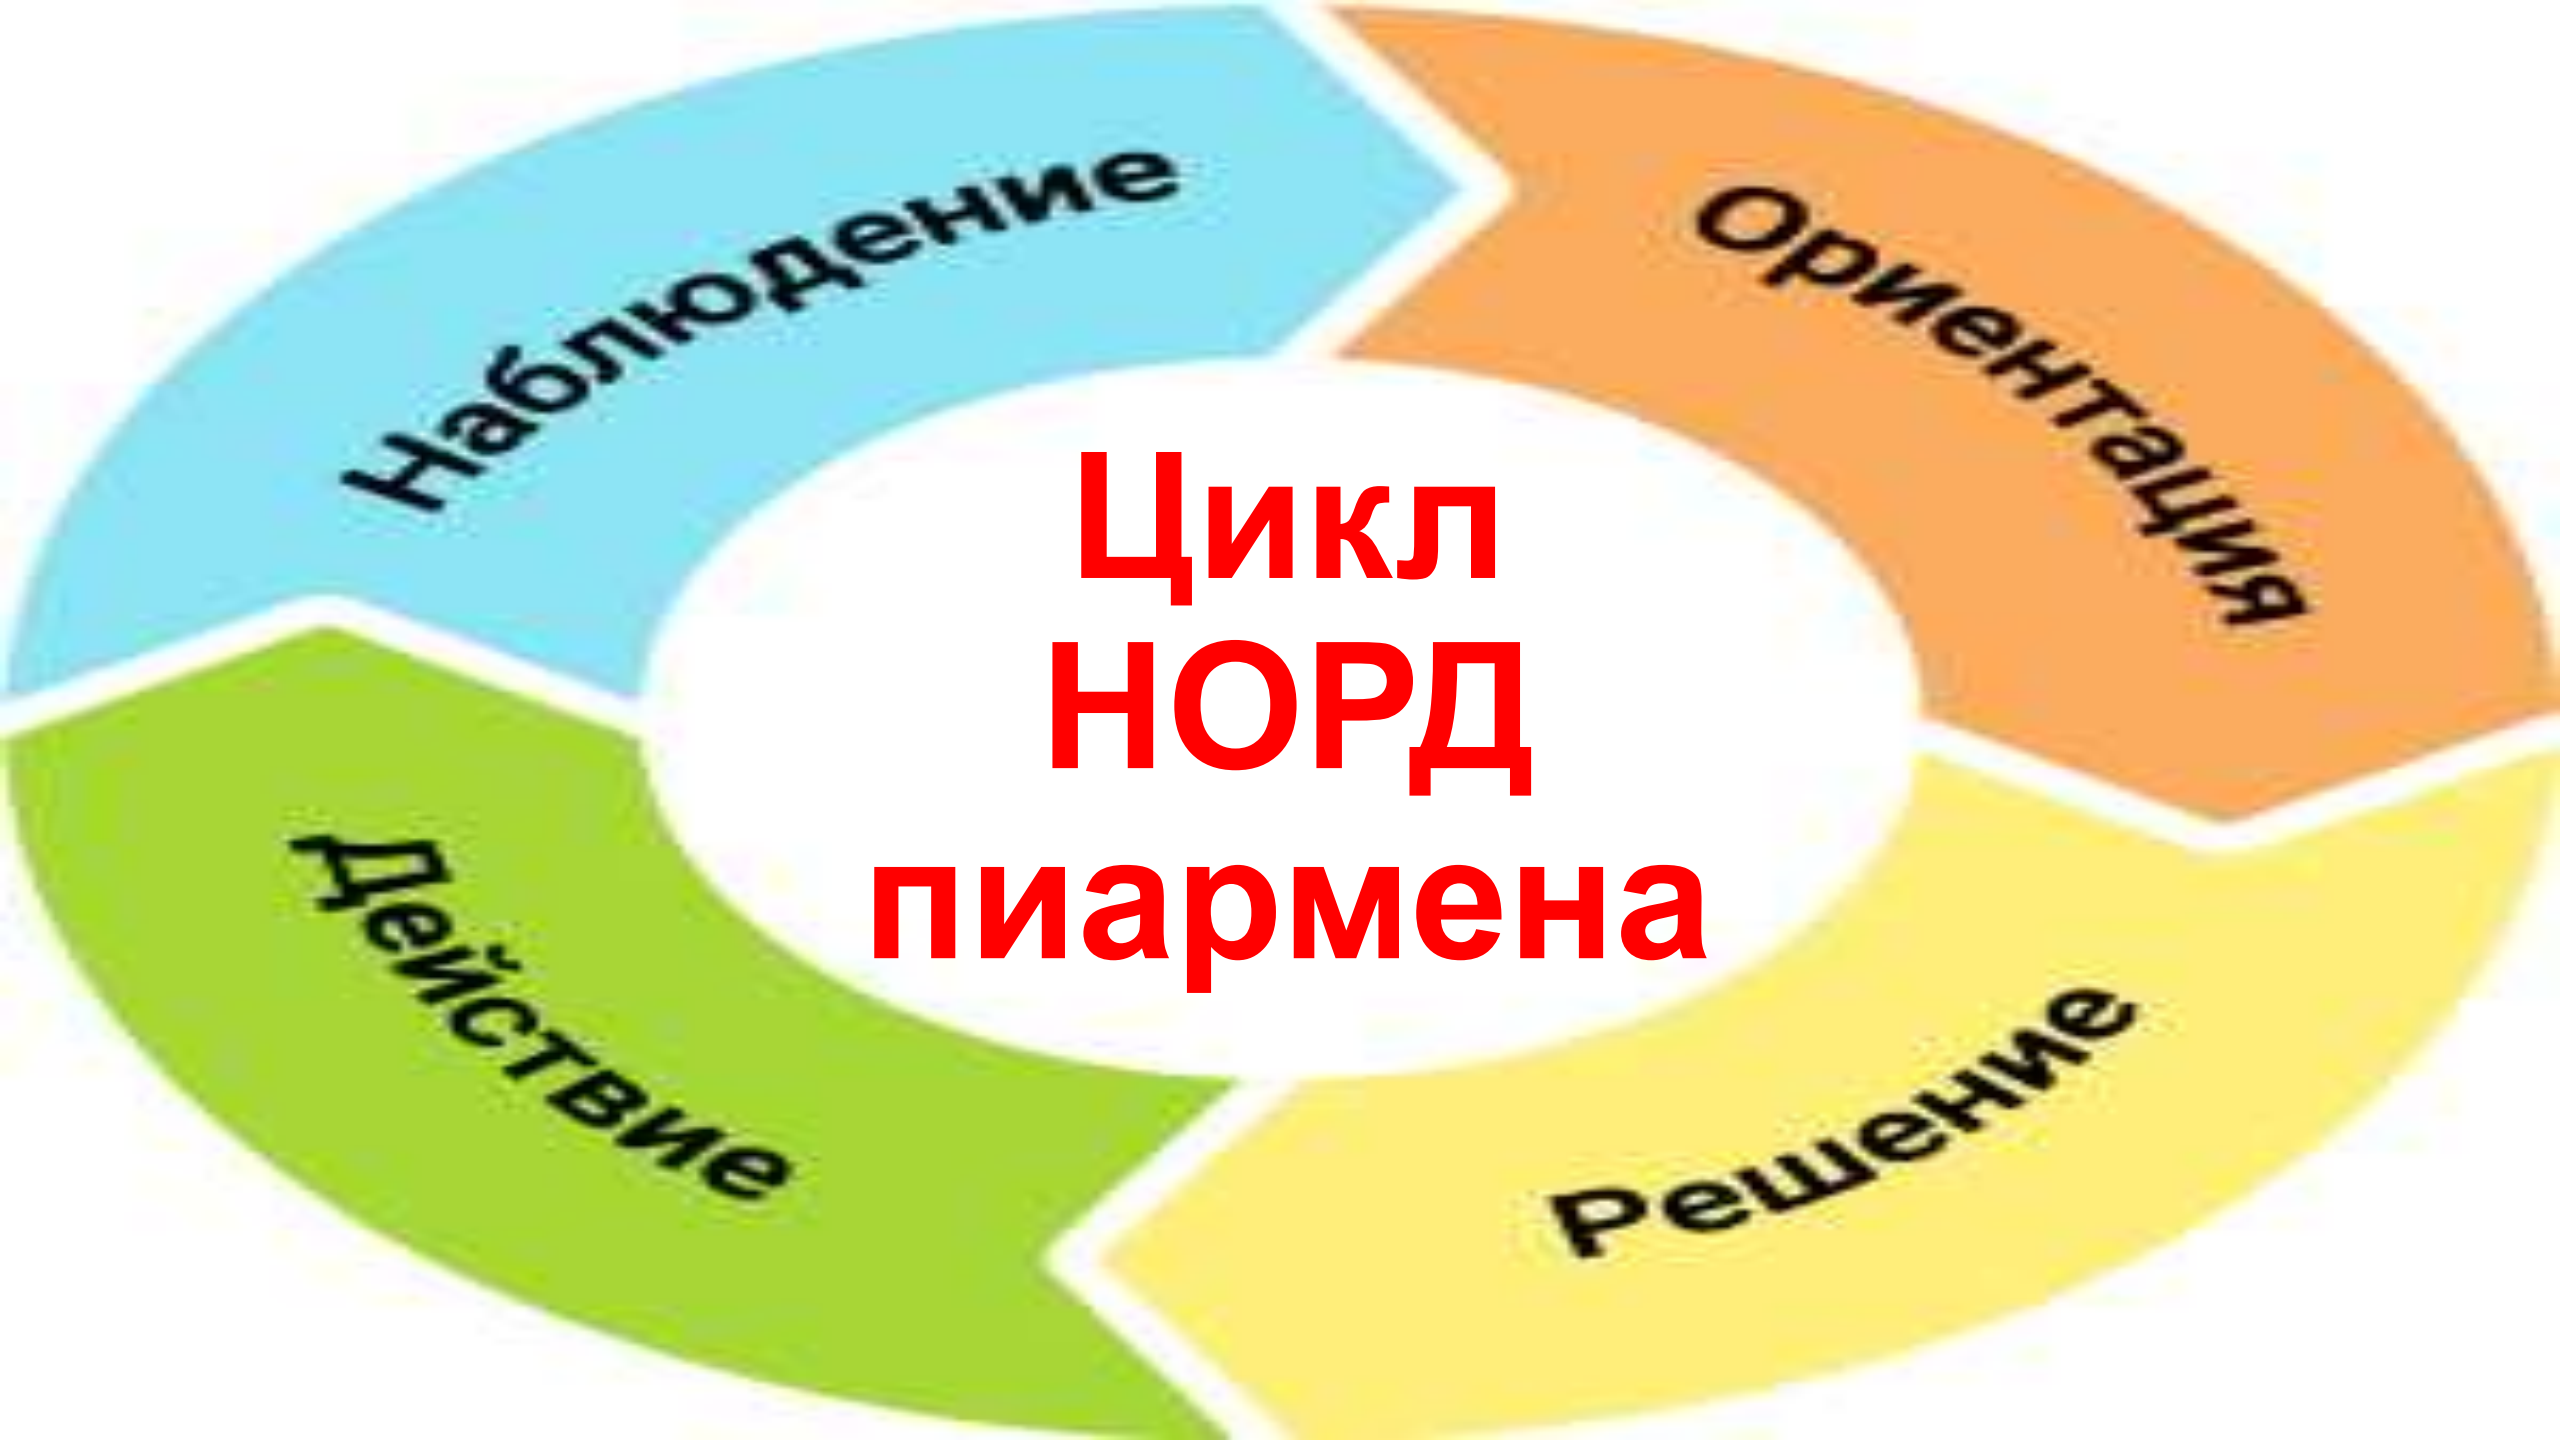 Наблюдение
Ориентация
Цикл
НОРД
пиармена
Действие
Решение